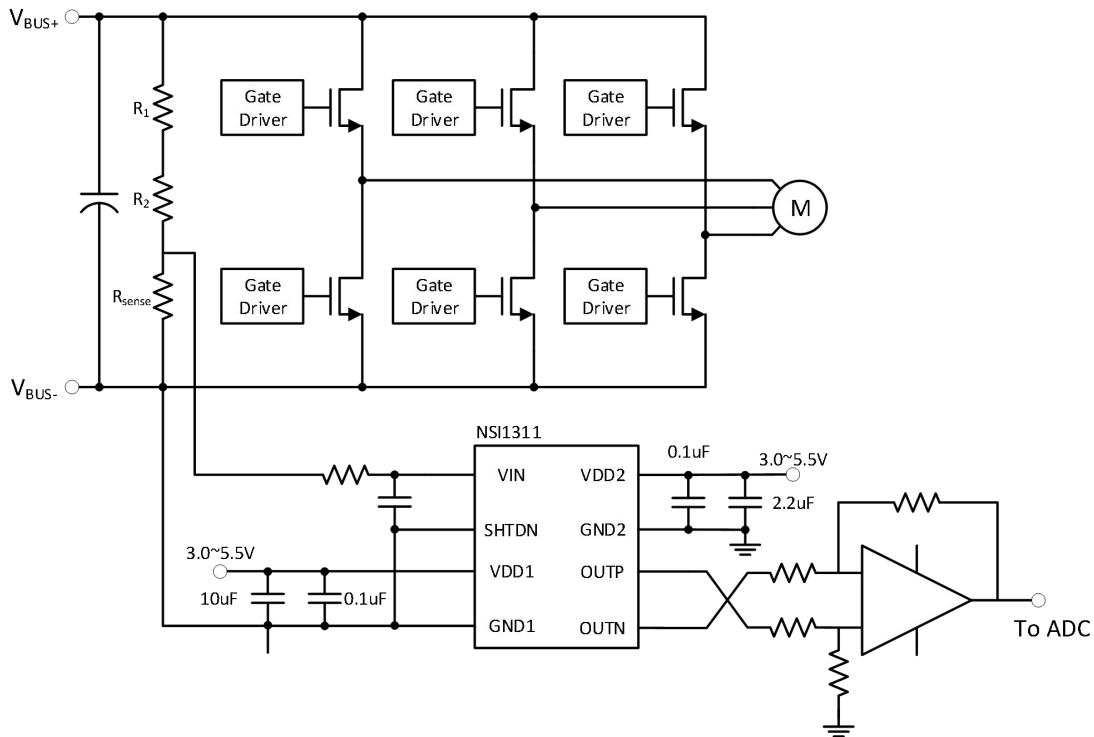 VBUS+
R1
Gate
Driver
Gate
Driver
Gate
Driver
R2
M
Rsense
Gate
Driver
Gate
Driver
Gate
Driver
VBUS-
NSI1311
VIN
VDD2
0.1uF
3.0~5.5V
2.2uF
SHTDN
GND2
3.0~5.5V
VDD1
OUTP
10uF
0.1uF
GND1
OUTN
To ADC